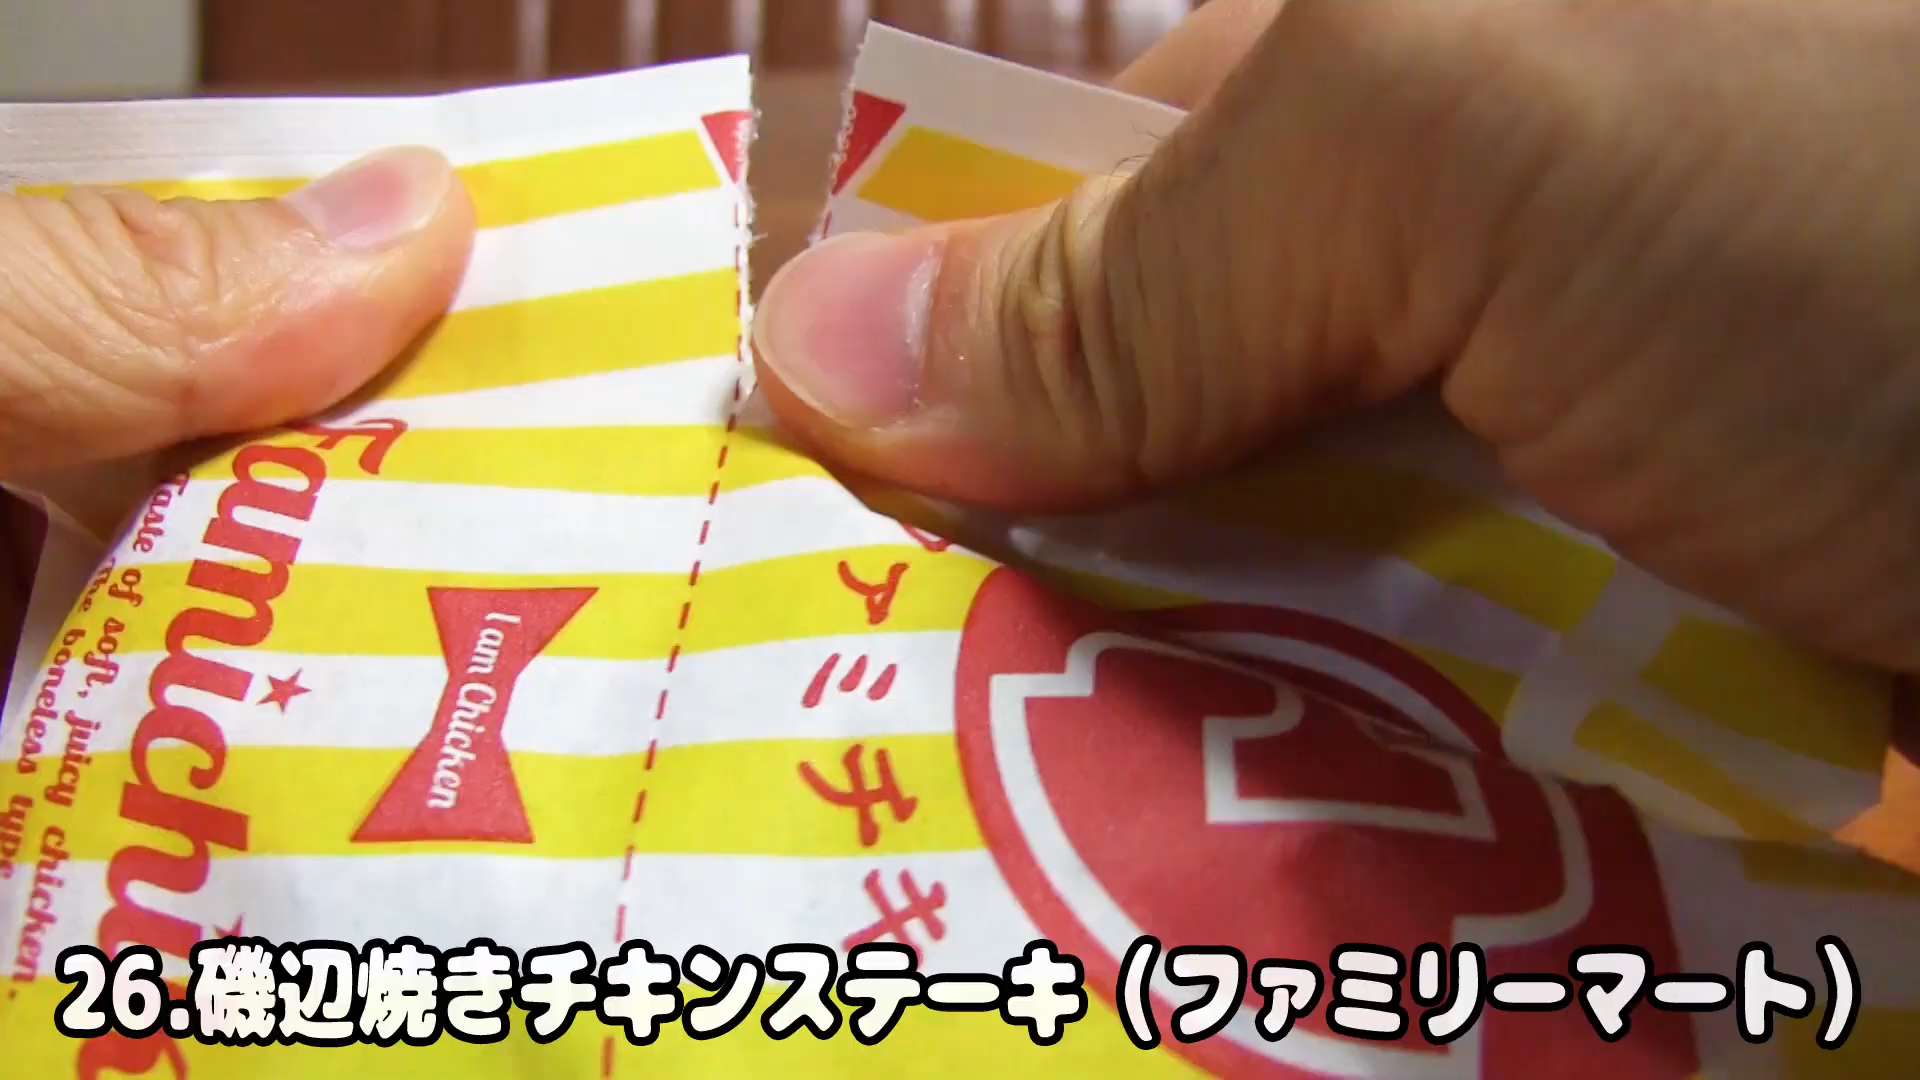 Famichi
Taste of soft, juicy chicken.
the boneless type
I am Chicken
ァミチキ
26.磯辺焼きチキンステーキ（ファミリーマート）